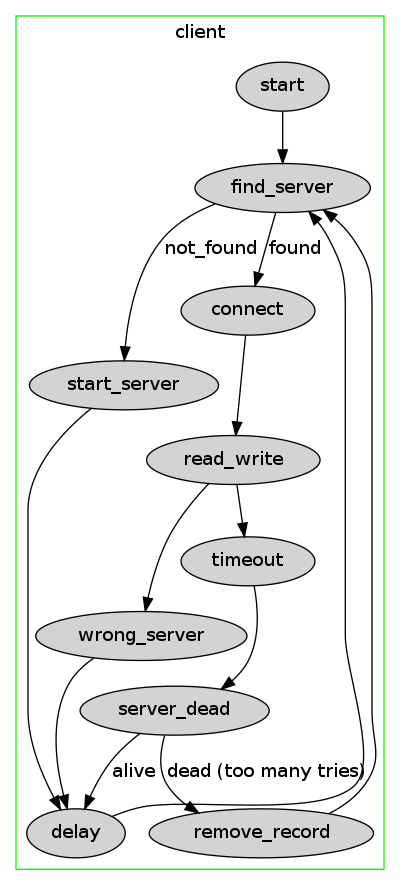 client
start
find_server
not_found
found
connect
start_server
read_write
timeout
wrong_server
server_dead
alive
dead (too many tries)
delay
remove_record